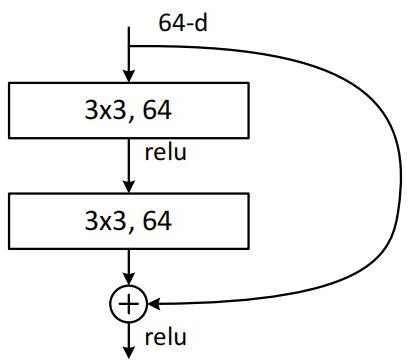 64-d
3x3, 64
relu
3x3, 64
relu